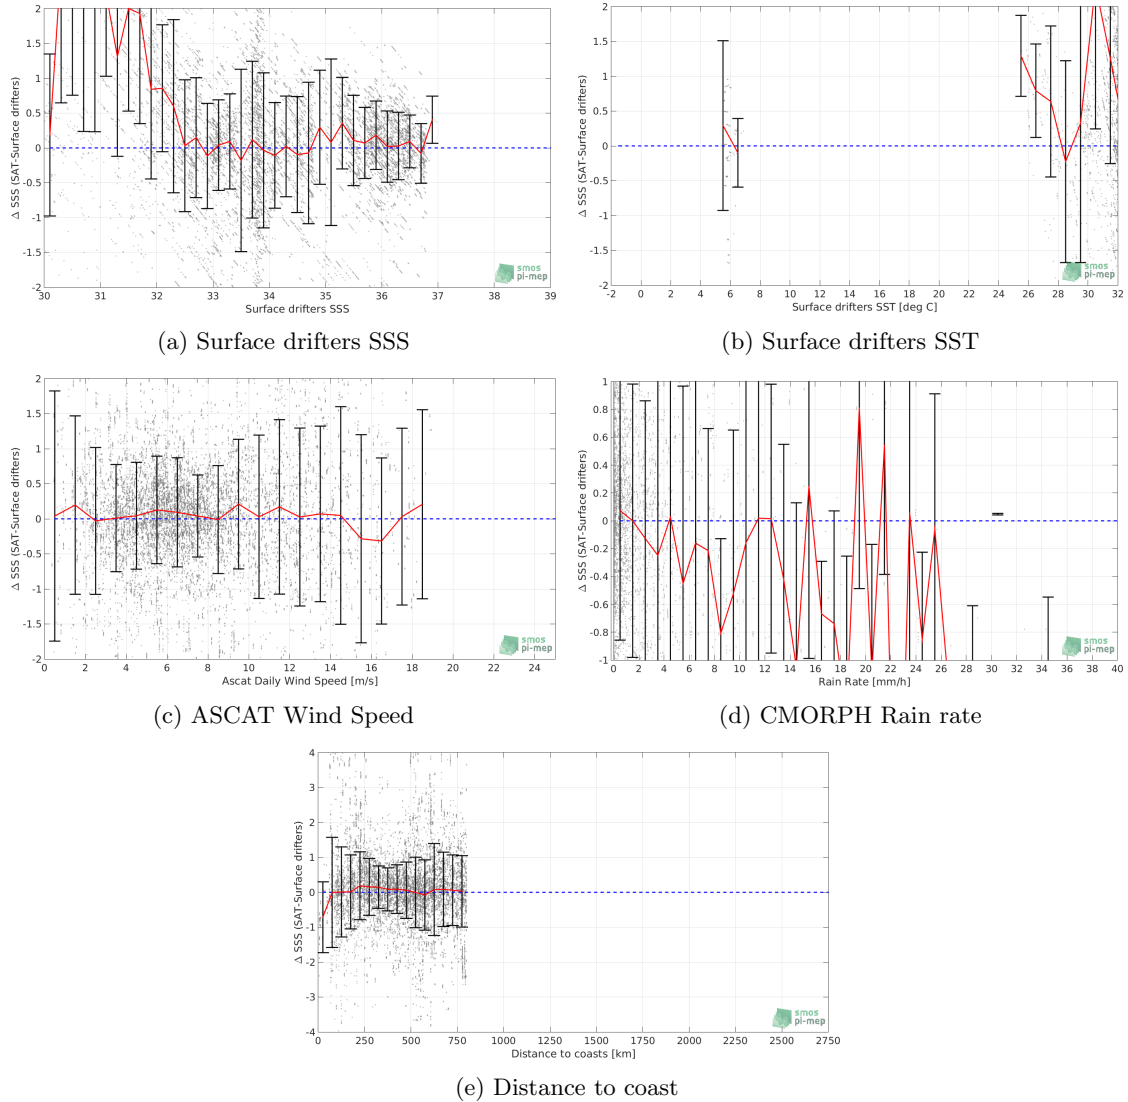 2
1.5
1
0.5
0
-0.5
-1
-1.5
-2
Δ SSS (SAT-Surface drifters)
30 31 32 33 34 35 36 37 38 39
Surface drifters SSS
smos
pi-mep
(a) Surface drifters SSS
2
1.5
1
0.5
0
-0.5
-1
-1.5
-2
Δ SSS (SAT-Surface drifters)
-2 0 2 4 6 8 10 12 14 16 18 20 22 24 26 28 30 32
Surface drifters SST [deg C]
smos
pi-mep
(b) Surface drifters SST
2
1.5
1
0.5
0
-0.5
-1
-1.5
-2
Δ SSS (SAT-Surface drifters)
0 2 4 6 8 10 12 14 16 18 20 22 24
Ascat Daily Wind Speed [m/s]
smos
pi-mep
(c) ASCAT Wind Speed
1
0.8
0.6
0.4
0.2
0
-0.2
-0.4
-0.6
-0.8
-1
Δ SSS (SAT-Surface drifters)
0 2 4 6 8 10 12 14 16 18 20 22 24 26 28 30 32 34 36 38 40
Rain Rate [mm/h]
smos
pi-mep
(d) CMORPH Rain rate
4
3
2
1
0
-1
-2
-3
-4
Δ SSS (SAT-Surface drifters)
0 250 500 750 1000 1250 1500 1750 2000 2250 2500 2750
Distance to coasts [km]
smos
pi-mep
(e) Distance to coast